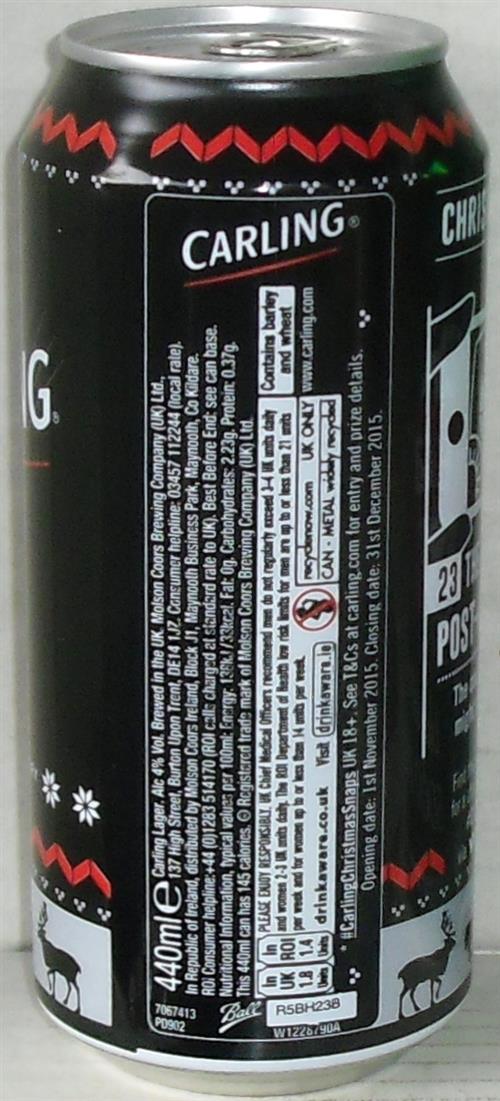 CARLING®
440ml e Carling Lager. Alc 4% Vol. Brewed in the UK. Molson Coors Brewing Company (UK) Ltd.,
137 High Street, Burton Upon Trent, DE14 1JZ. Consumer helpline: 03457 112244 (local rate).
In Republic of Ireland, distributed by Molson Coors Ireland, Block J1, Maynooth Business Park, Maynooth, Co Kildare.
ROI Consumer helpline:+44 (0)1283 514170 (ROI calls charged at standard rate to UK). Best Before End: see can base.
Nutritional Information, typical values per 100ml: Energy: 138kJ/33kcal, Fat: 0g, Carbohydrates: 2.23g, Protein: 0.37g.
This 440ml can has 145 calories. ® Registered trade mark of Molson Coors Brewing Company (UK) Ltd.
In UK 1.8 Units
In ROI 1.4 Units
PLEASE ENJOY RESPONSIBLY. UK Chief Medical Officers recommend men do not regularly exceed 3-4 UK units daily
and women 2-3 UK units daily. The ROI Department of Health low risk limits for men are up to or less than 21 units
per week and for women up to or less than 14 units per week.
drinkaware.co.uk Visit drinkaware.ie
recyclenow.com UK ONLY
CAN - METAL widely recycled
Contains barley
and wheat
www.carling.com
#CarlingChristmasSnaps UK 18+. See T&Cs at carling.com for entry and prize details.
Opening date: 1st November 2015. Closing date: 31st December 2015.
7067413
PD902
Ball
R5BH23B
W1228790A
NG®
CHRIS
23 TH
POST
The